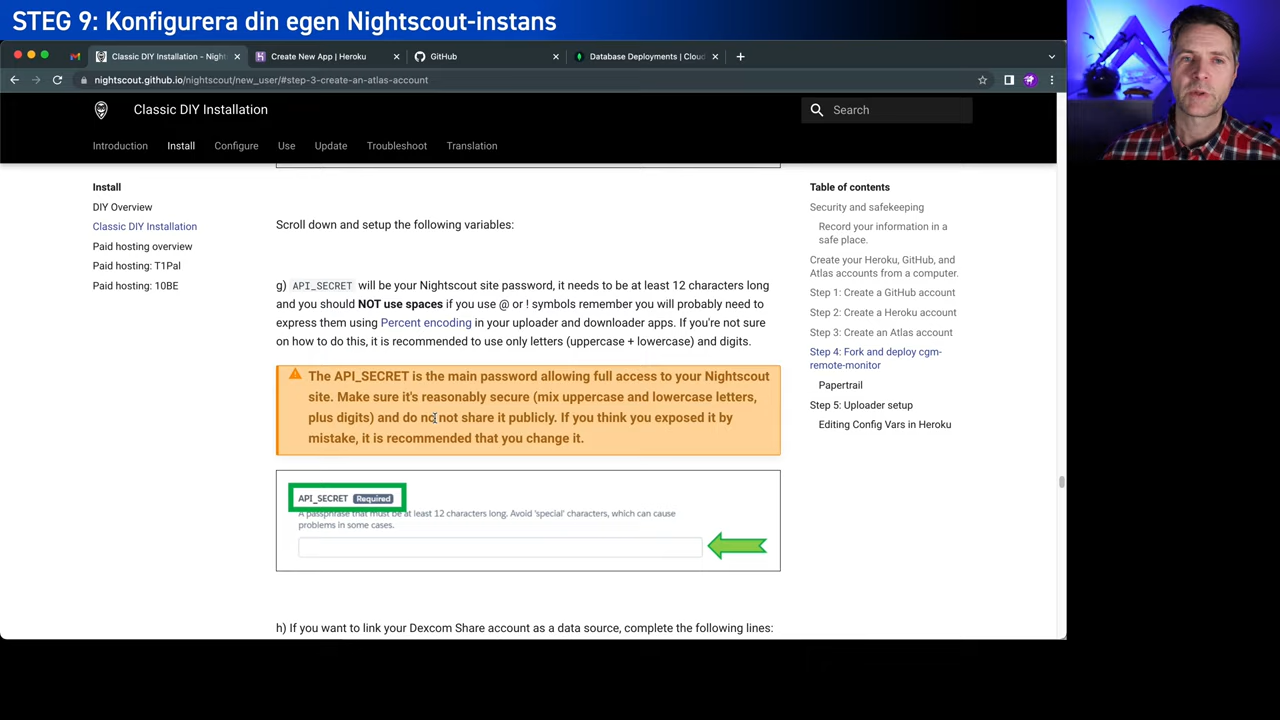 STEG 9: Konfigurera din egen Nightscout-instans
Classic DIY Installation - Night
Create New App | Heroku
GitHub
Database Deployments | Cloud
nightscout.github.io/nightscout/new_user/#step-3-create-an-atlas-account
Classic DIY Installation
Search
Introduction
Install
Configure
Use
Update
Troubleshoot
Translation
Install
DIY Overview
Classic DIY Installation
Paid hosting overview
Paid hosting: T1Pal
Paid hosting: 10BE
Scroll down and setup the following variables:
g) API_SECRET will be your Nightscout site password, it needs to be at least 12 characters long
and you should NOT use spaces if you use @ or ! symbols remember you will probably need to
express them using Percent encoding in your uploader and downloader apps. If you're not sure
on how to do this, it is recommended to use only letters (uppercase + lowercase) and digits.
The API_SECRET is the main password allowing full access to your Nightscout
site. Make sure it's reasonably secure (mix uppercase and lowercase letters,
plus digits) and do not share it publicly. If you think you exposed it by
mistake, it is recommended that you change it.
API_SECRET Required
A passphrase that must be at least 12 characters long. Avoid 'special' characters, which can cause
problems in some cases.
h) If you want to link your Dexcom Share account as a data source, complete the following lines:
Table of contents
Security and safekeeping
Record your information in a
safe place.
Create your Heroku, GitHub, and
Atlas accounts from a computer.
Step 1: Create a GitHub account
Step 2: Create a Heroku account
Step 3: Create an Atlas account
Step 4: Fork and deploy cgm-
remote-monitor
Papertrail
Step 5: Uploader setup
Editing Config Vars in Heroku